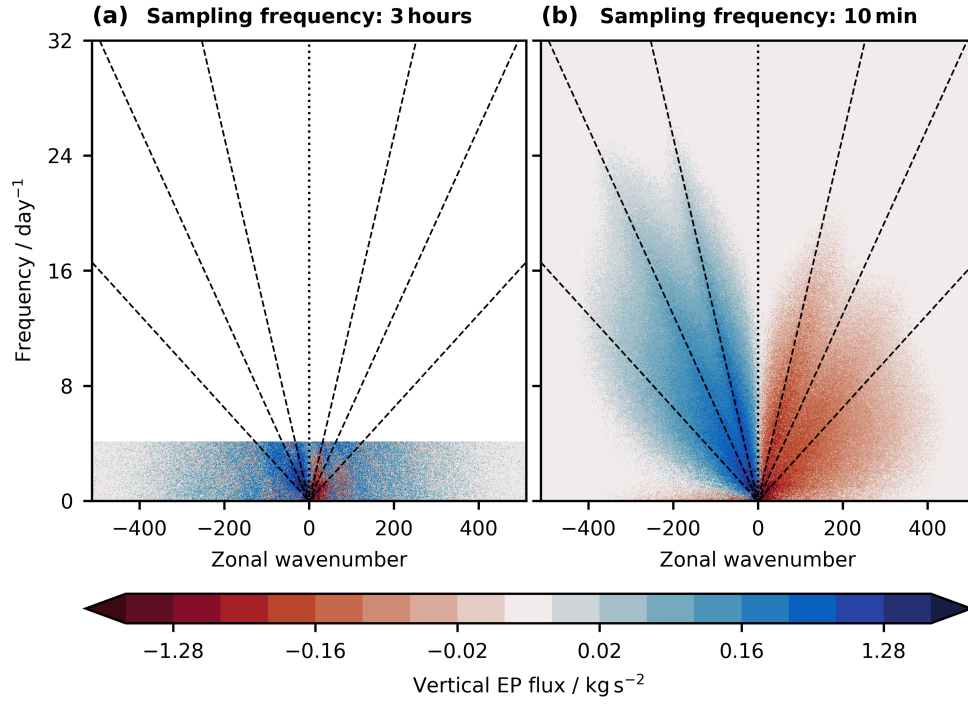 (a) Sampling frequency: 3 hours
(b) Sampling frequency: 10 min
Frequency / day⁻¹
32
24
16
8
0
−400 −200 0 200 400
−400 −200 0 200 400
Zonal wavenumber
Zonal wavenumber
−1.28 −0.16 −0.02 0.02 0.16 1.28
Vertical EP flux / kg s⁻²